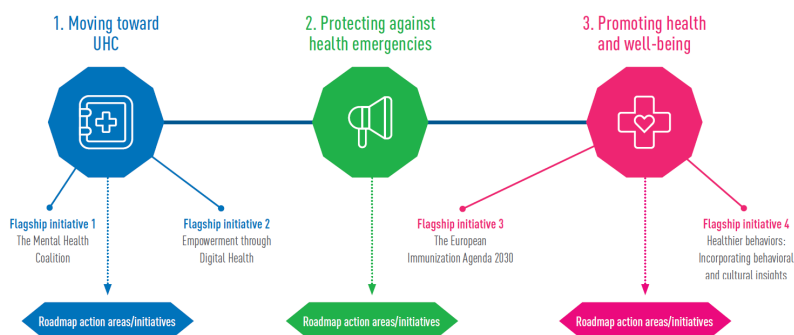 1. Moving toward
UHC
2. Protecting against
health emergencies
3. Promoting health
and well-being
Flagship initiative 1
The Mental Health
Coalition
Flagship initiative 2
Empowerment through
Digital Health
Flagship initiative 3
The European
Immunization Agenda 2030
Flagship initiative 4
Healthier behaviors:
Incorporating behavioral
and cultural insights
Roadmap action areas/initiatives
Roadmap action areas/initiatives
Roadmap action areas/initiatives